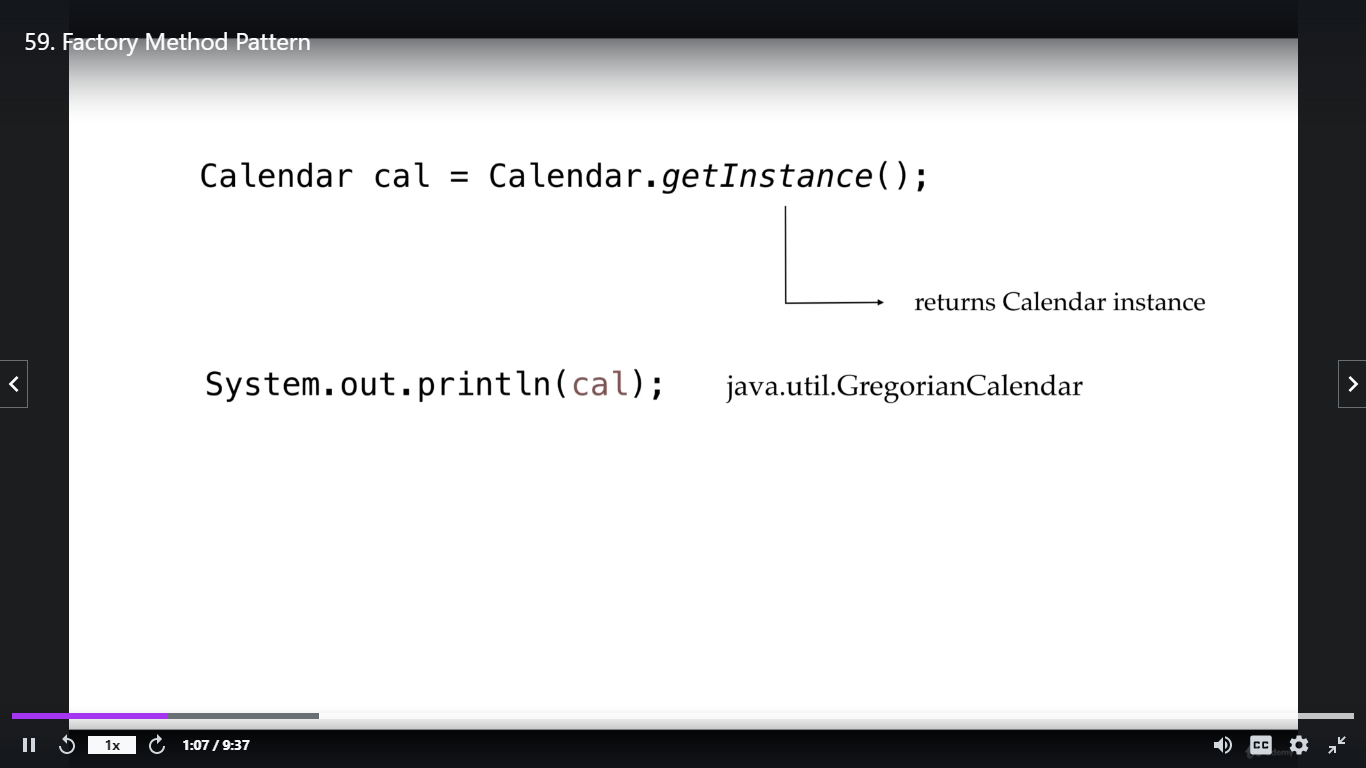 59. Factory Method Pattern
Calendar cal = Calendar.getInstance();
returns Calendar instance
System.out.println(cal); java.util.GregorianCalendar
1x 1:07 / 9:37 CC